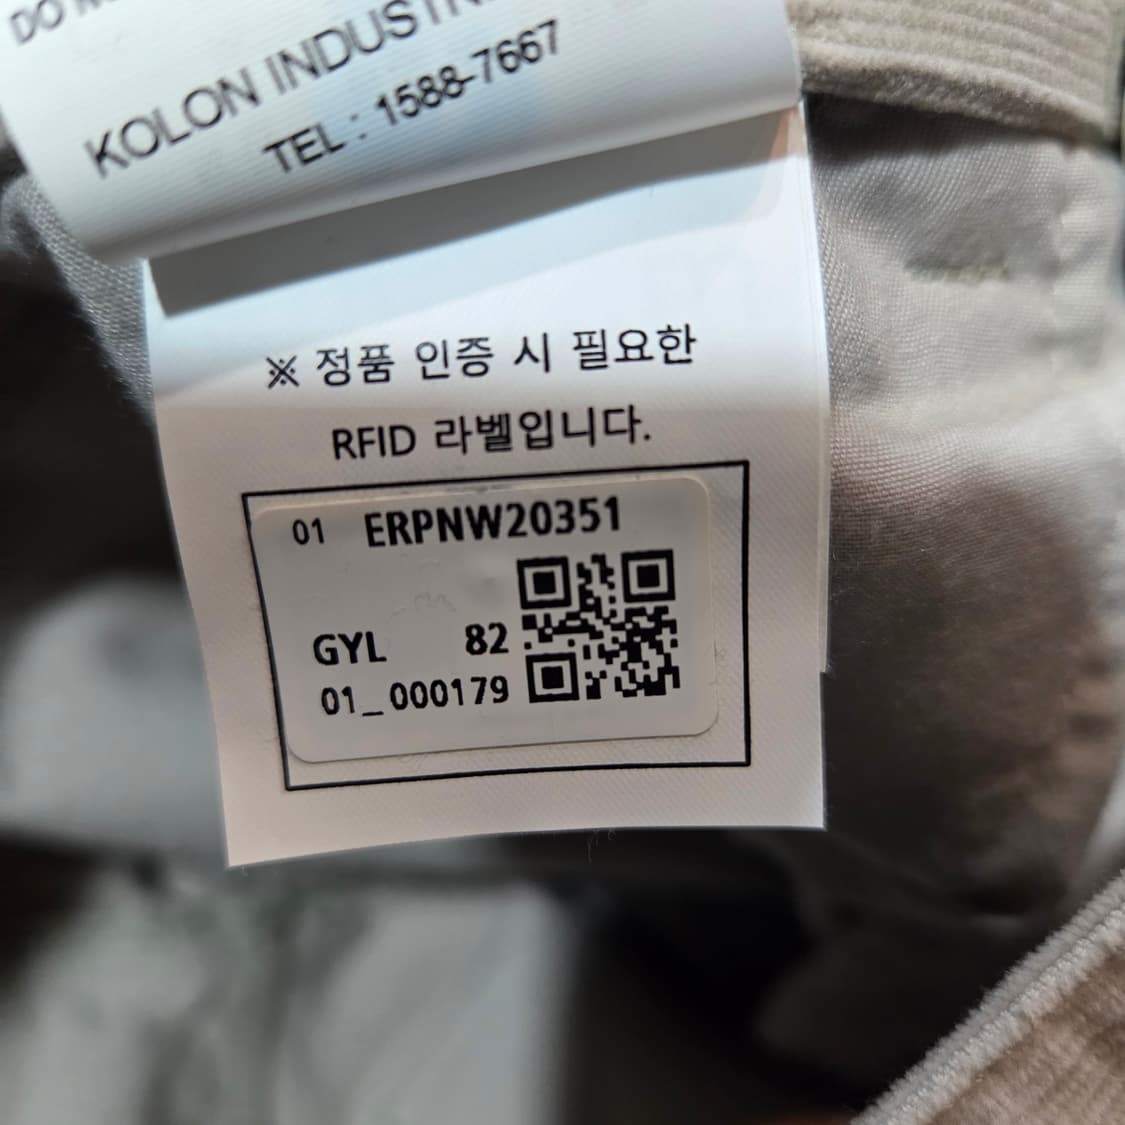 DO
KOLON
TEL : 1588-7667
※ 정품 인증 시 필요한
RFID 라벨입니다.
01 ERPNW20351
GYL 82
01_000179